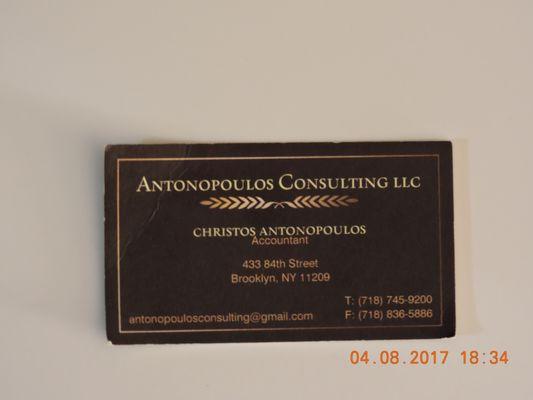 ANTONOPOULOS CONSULTING LLC
CHRISTOS ANTONOPOULOS
Accountant
433 84th Street
Brooklyn, NY 11209
T: (718) 745-9200
antonopoulosconsulting@gmail.com F: (718) 836-5886
04.08.2017 18:34